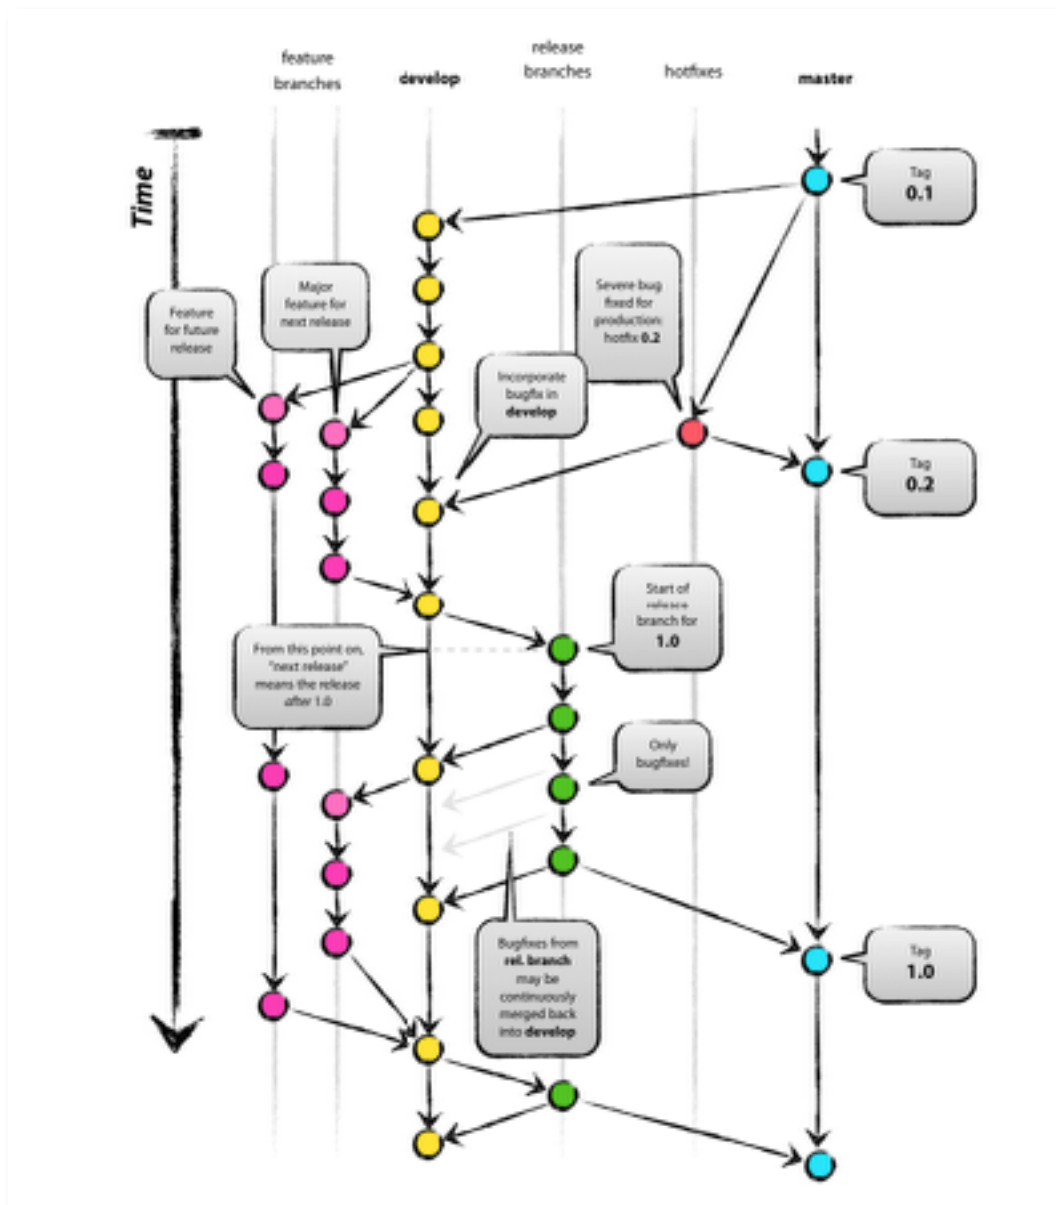 feature
branches
develop
release
branches
hotfixes
master
Time
Tag
0.1
Major
feature for
next release
Feature
for future
release
Severe bug
fixed for
production:
hotfix 0.2
Incorporate
bugfix in
develop
Tag
0.2
Start of
release
branch for
1.0
From this point on,
"next release"
means the release
after 1.0
Only
bugfixes!
Bugfixes from
rel. branch
may be
continuously
merged back
into develop
Tag
1.0